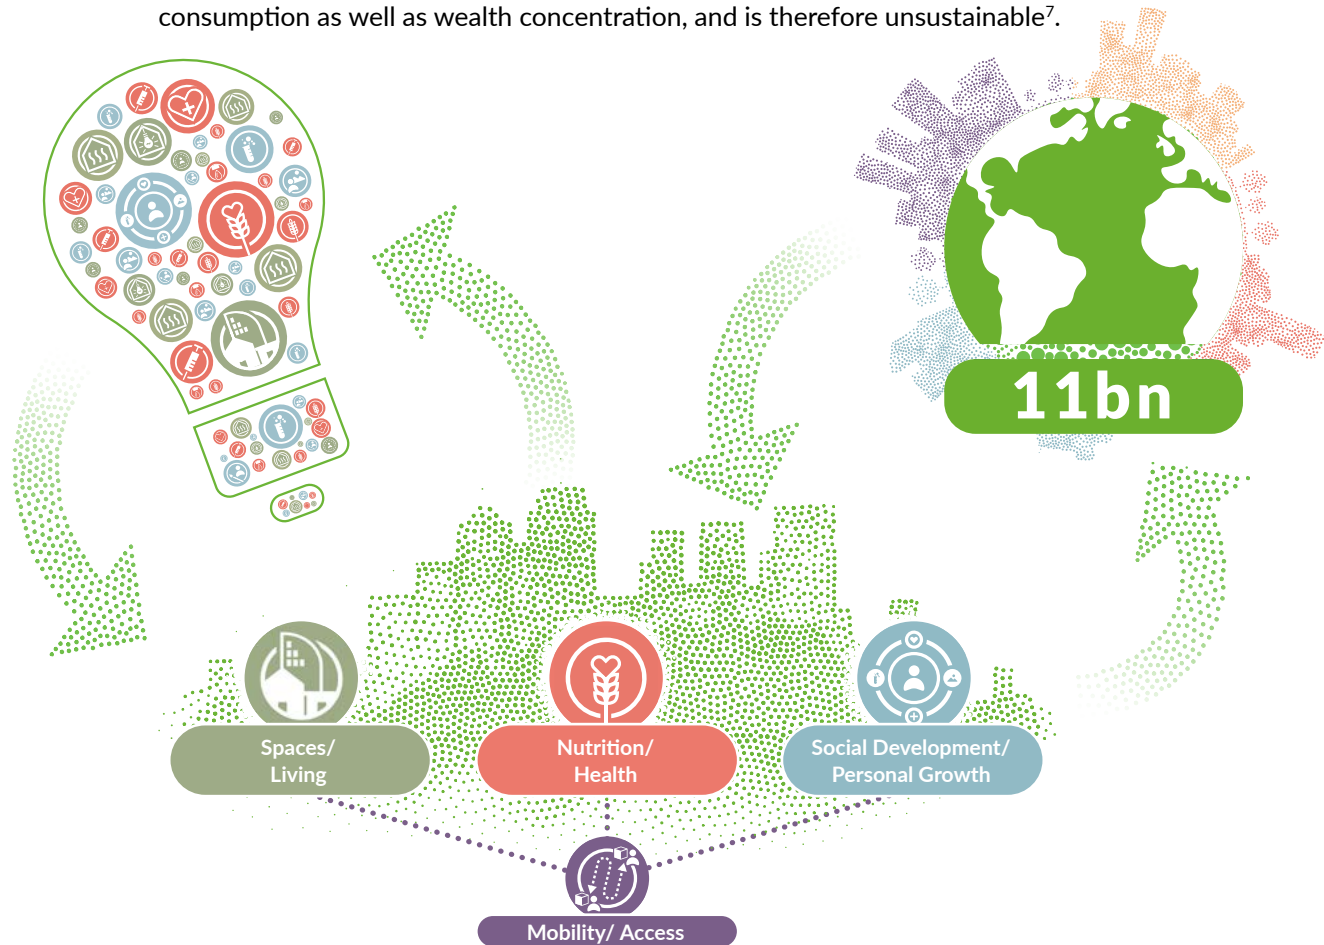 consumption as well as wealth concentration, and is therefore unsustainable⁷.
11bn
Spaces/
Living
Nutrition/
Health
Social Development/
Personal Growth
Mobility/ Access